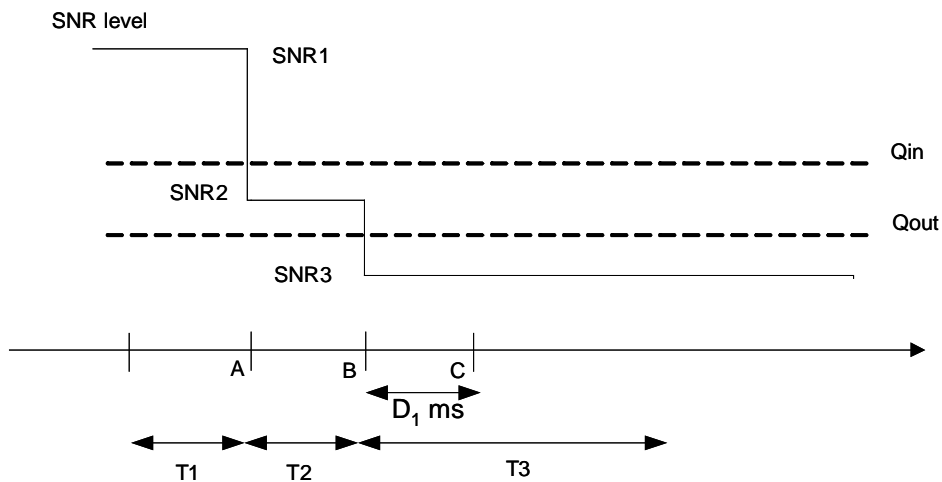 SNR level
SNR1
Qin
SNR2
Qout
SNR3
A
B
C
D₁ ms
T1
T2
T3